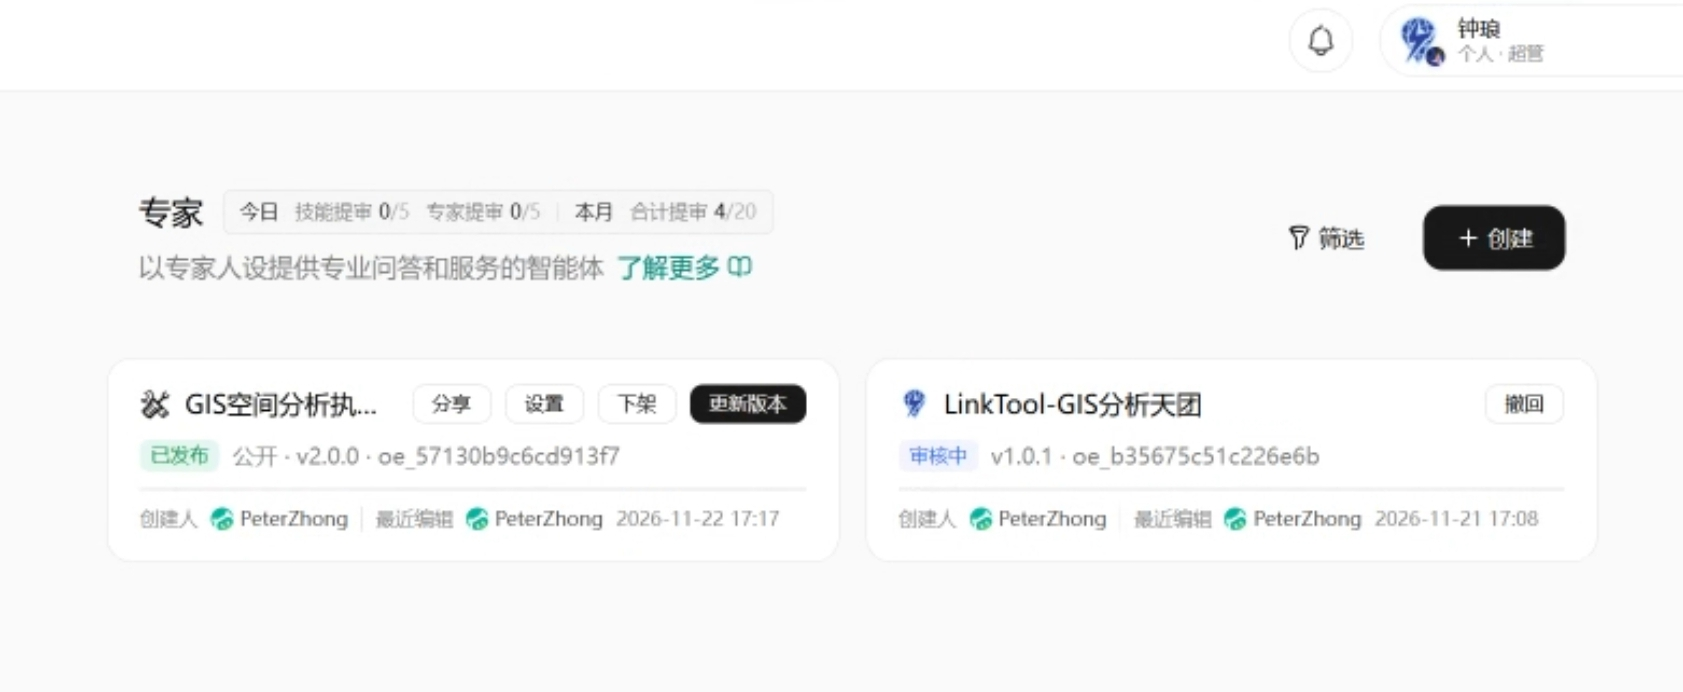 钟琅
个人 · 超管
专家 今日 技能提审 0/5 专家提审 0/5 本月 合计提审 4/20
以专家人设提供专业问答和服务的智能体 了解更多
筛选
+ 创建
GIS空间分析执... 分享 设置 下架 更新版本
已发布 公开 · v2.0.0 · oe_57130b9c6cd913f7
创建人 PeterZhong 最近编辑 PeterZhong 2026-11-22 17:17
LinkTool-GIS分析天团 撤回
审核中 v1.0.1 · oe_b35675c51c226e6b
创建人 PeterZhong 最近编辑 PeterZhong 2026-11-21 17:08